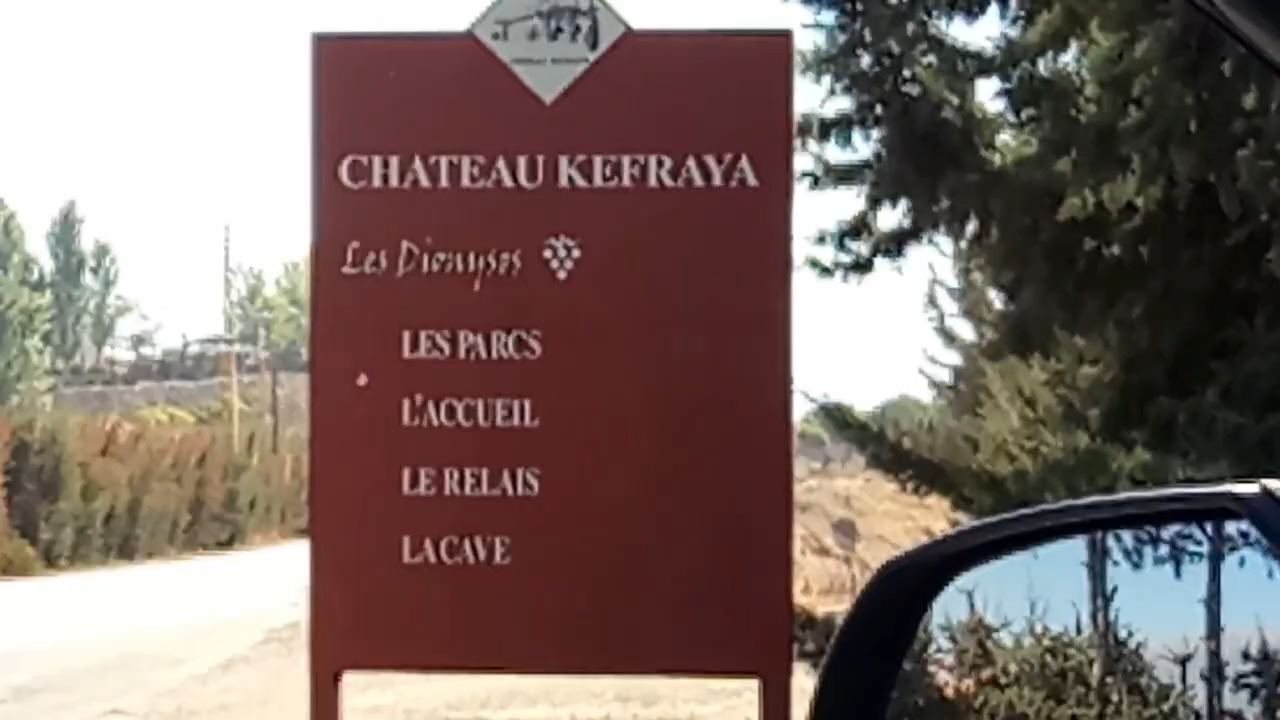 CHATEAU KEFRAYA
Les Dionysos
LES PARCS
L'ACCUEIL
LE RELAIS
LA CAVE